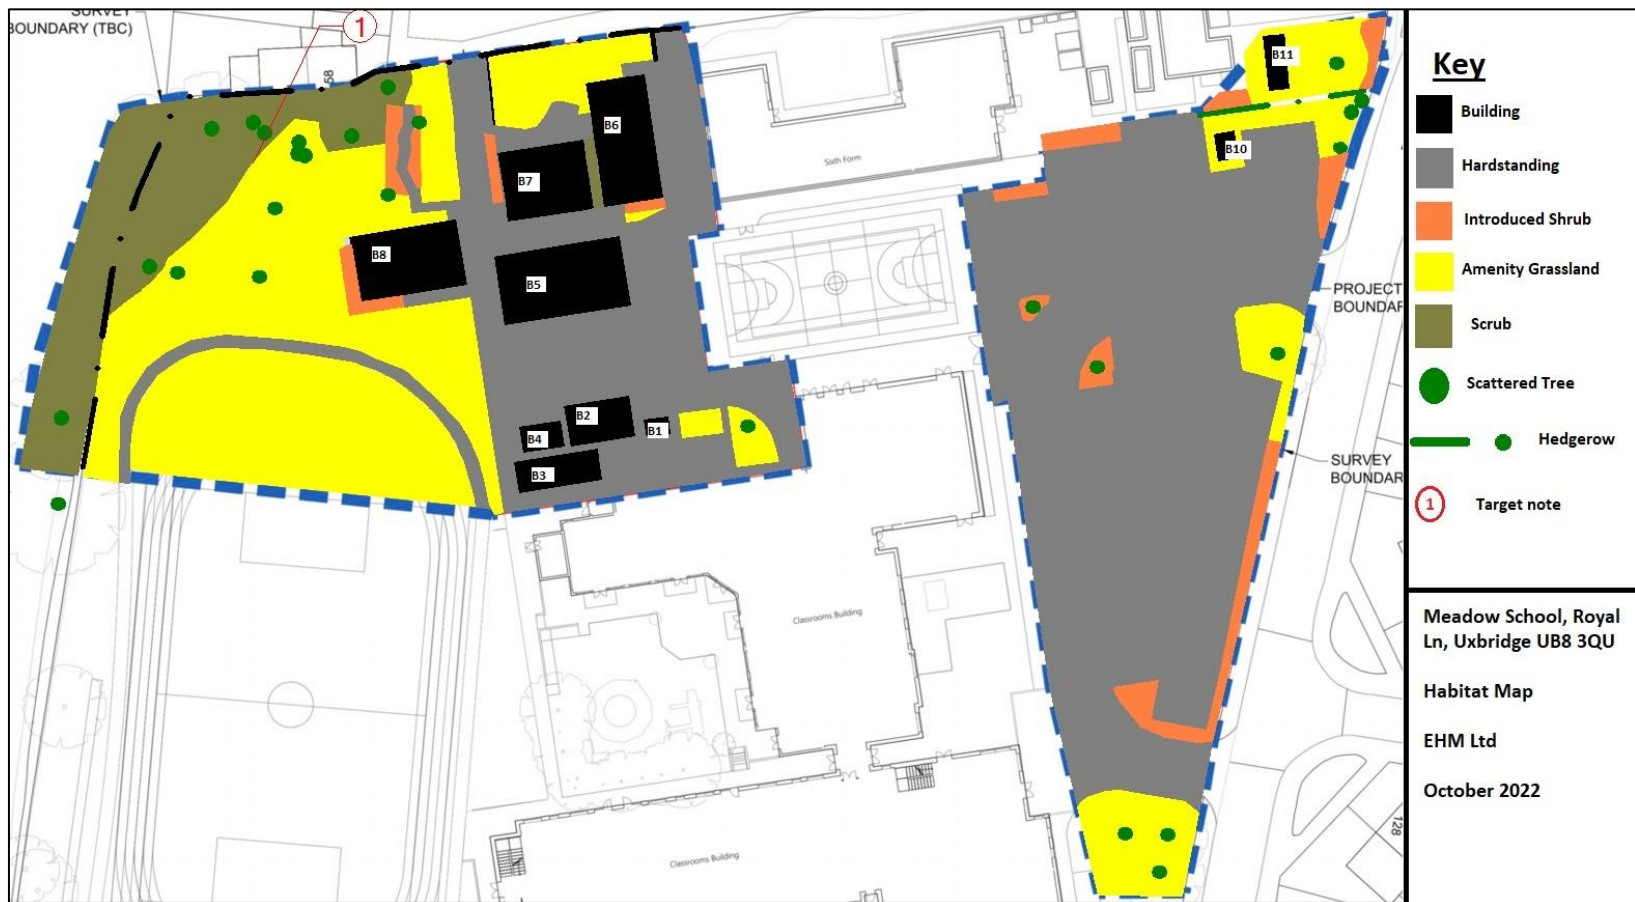 SURVEY
BOUNDARY (TBC)
1
58
B11
B6
B10
B7
Sixth Form
B8
B5
PROJECT
BOUNDAR
B2
B1
B4
B3
SURVEY
BOUNDAR
Classrooms Building
Classrooms Building
128
Key
Building
Hardstanding
Introduced Shrub
Amenity Grassland
Scrub
Scattered Tree
Hedgerow
1 Target note
Meadow School, Royal
Ln, Uxbridge UB8 3QU
Habitat Map
EHM Ltd
October 2022